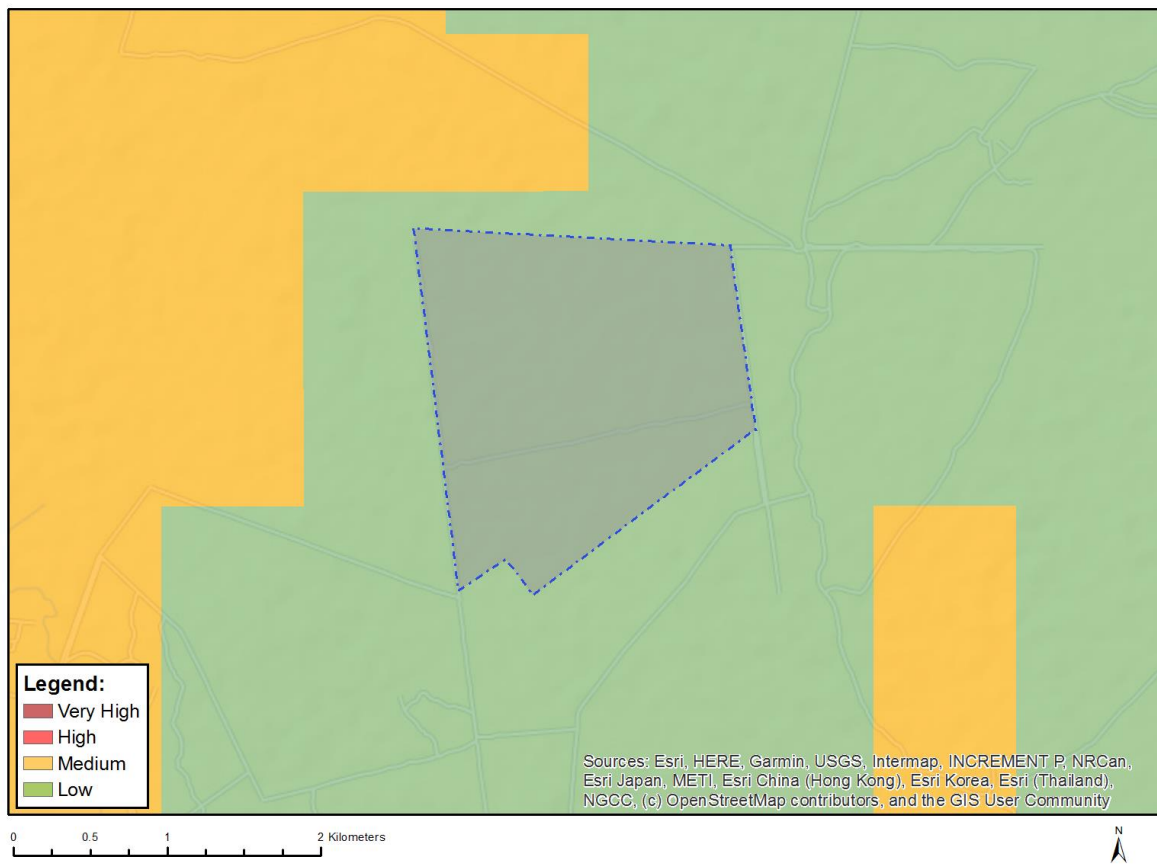 Legend:
Very High
High
Medium
Low
Sources: Esri, HERE, Garmin, USGS, Intermap, INCREMENT P, NRCan,
Esri Japan, METI, Esri China (Hong Kong), Esri Korea, Esri (Thailand),
NGCC, (c) OpenStreetMap contributors, and the GIS User Community
0 0.5 1 2 Kilometers
N